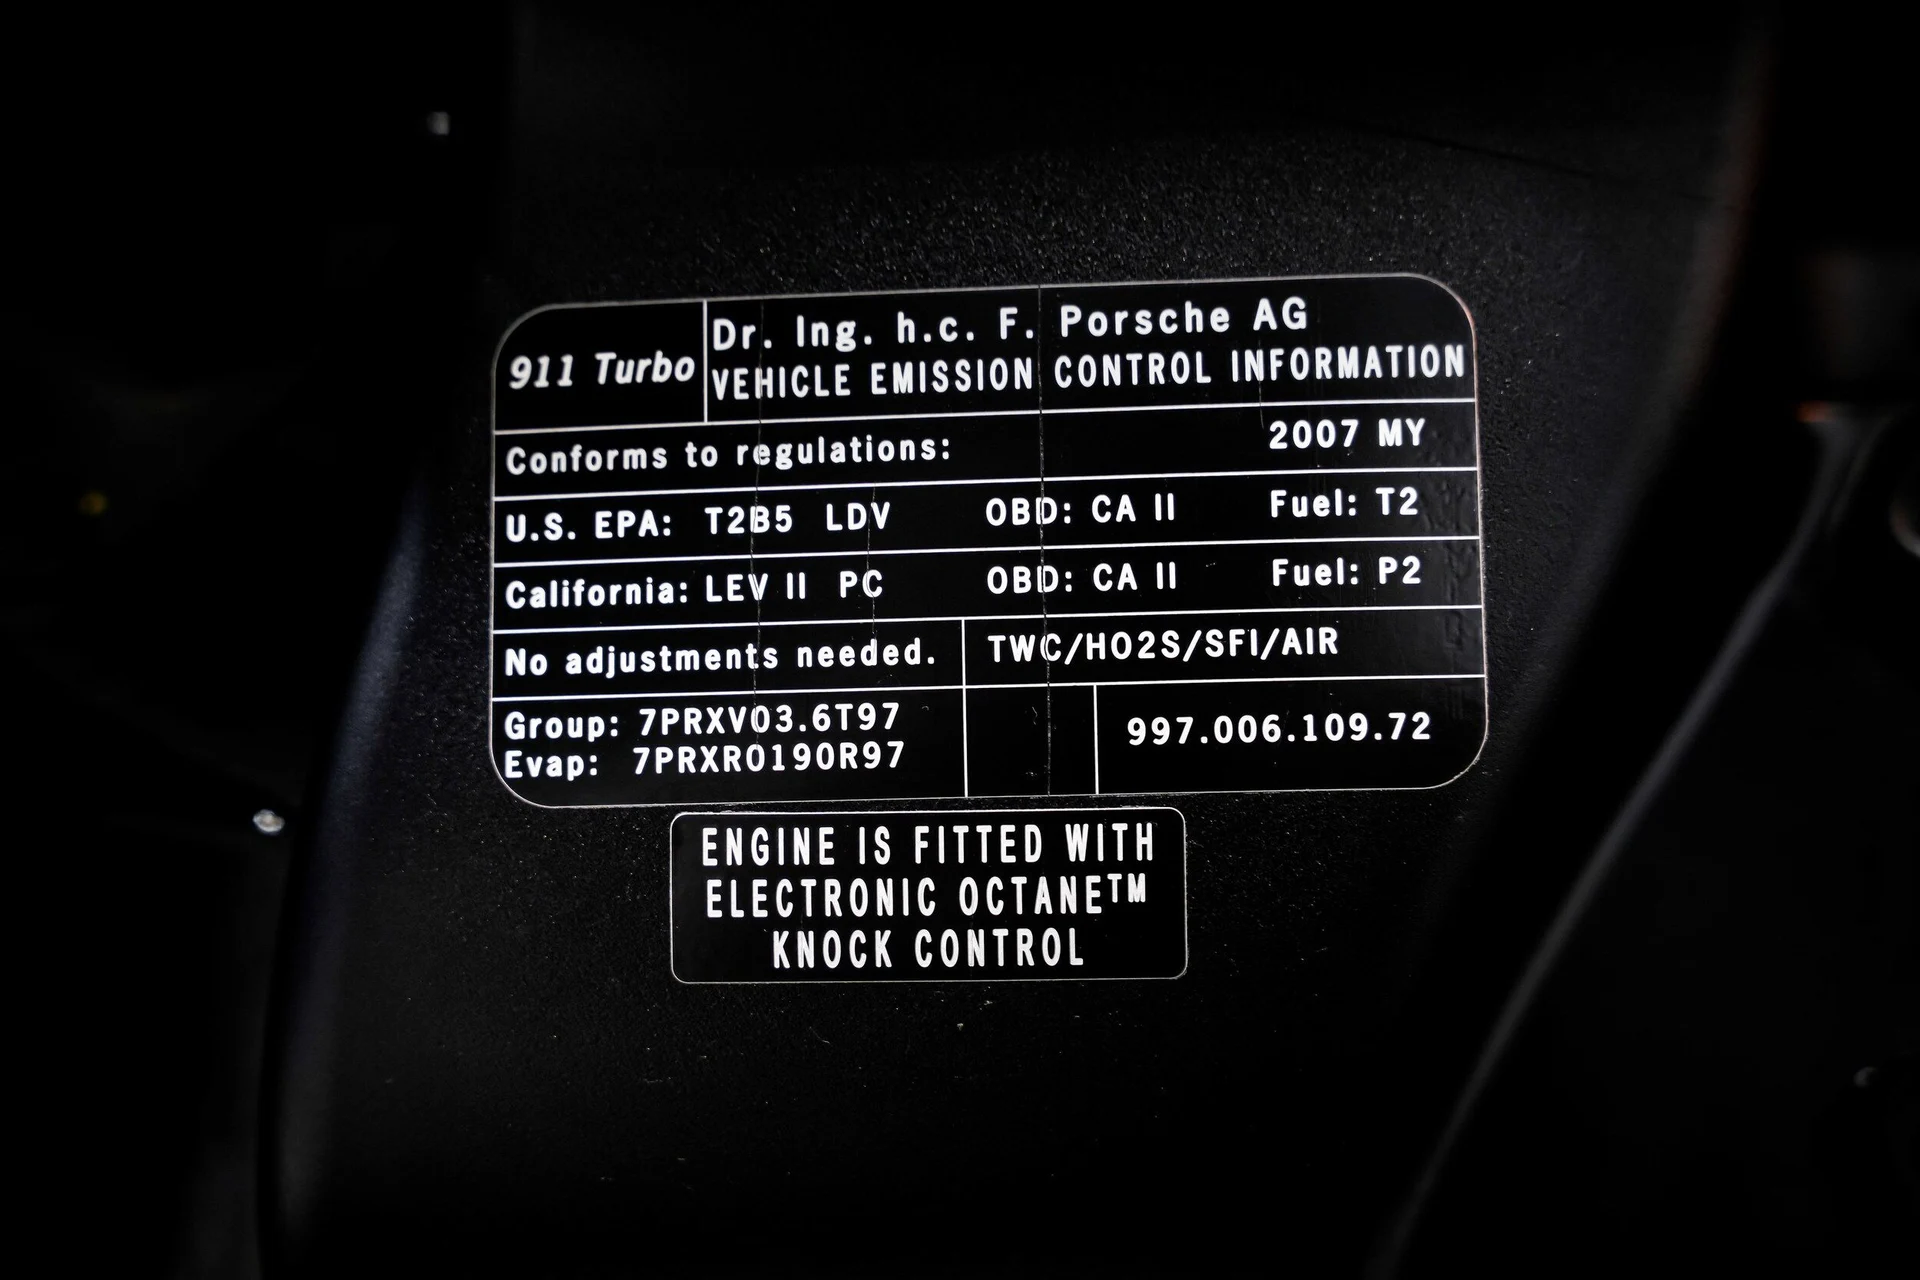 911 Turbo
Dr. Ing. h.c. F. Porsche AG
VEHICLE EMISSION CONTROL INFORMATION
Conforms to regulations: 2007 MY
U.S. EPA: T2B5 LDV OBD: CA II Fuel: T2
California: LEV II PC OBD: CA II Fuel: P2
No adjustments needed. TWC/HO2S/SFI/AIR
Group: 7PRXV03.6T97
Evap: 7PRXR0190R97
997.006.109.72
ENGINE IS FITTED WITH
ELECTRONIC OCTANE™
KNOCK CONTROL